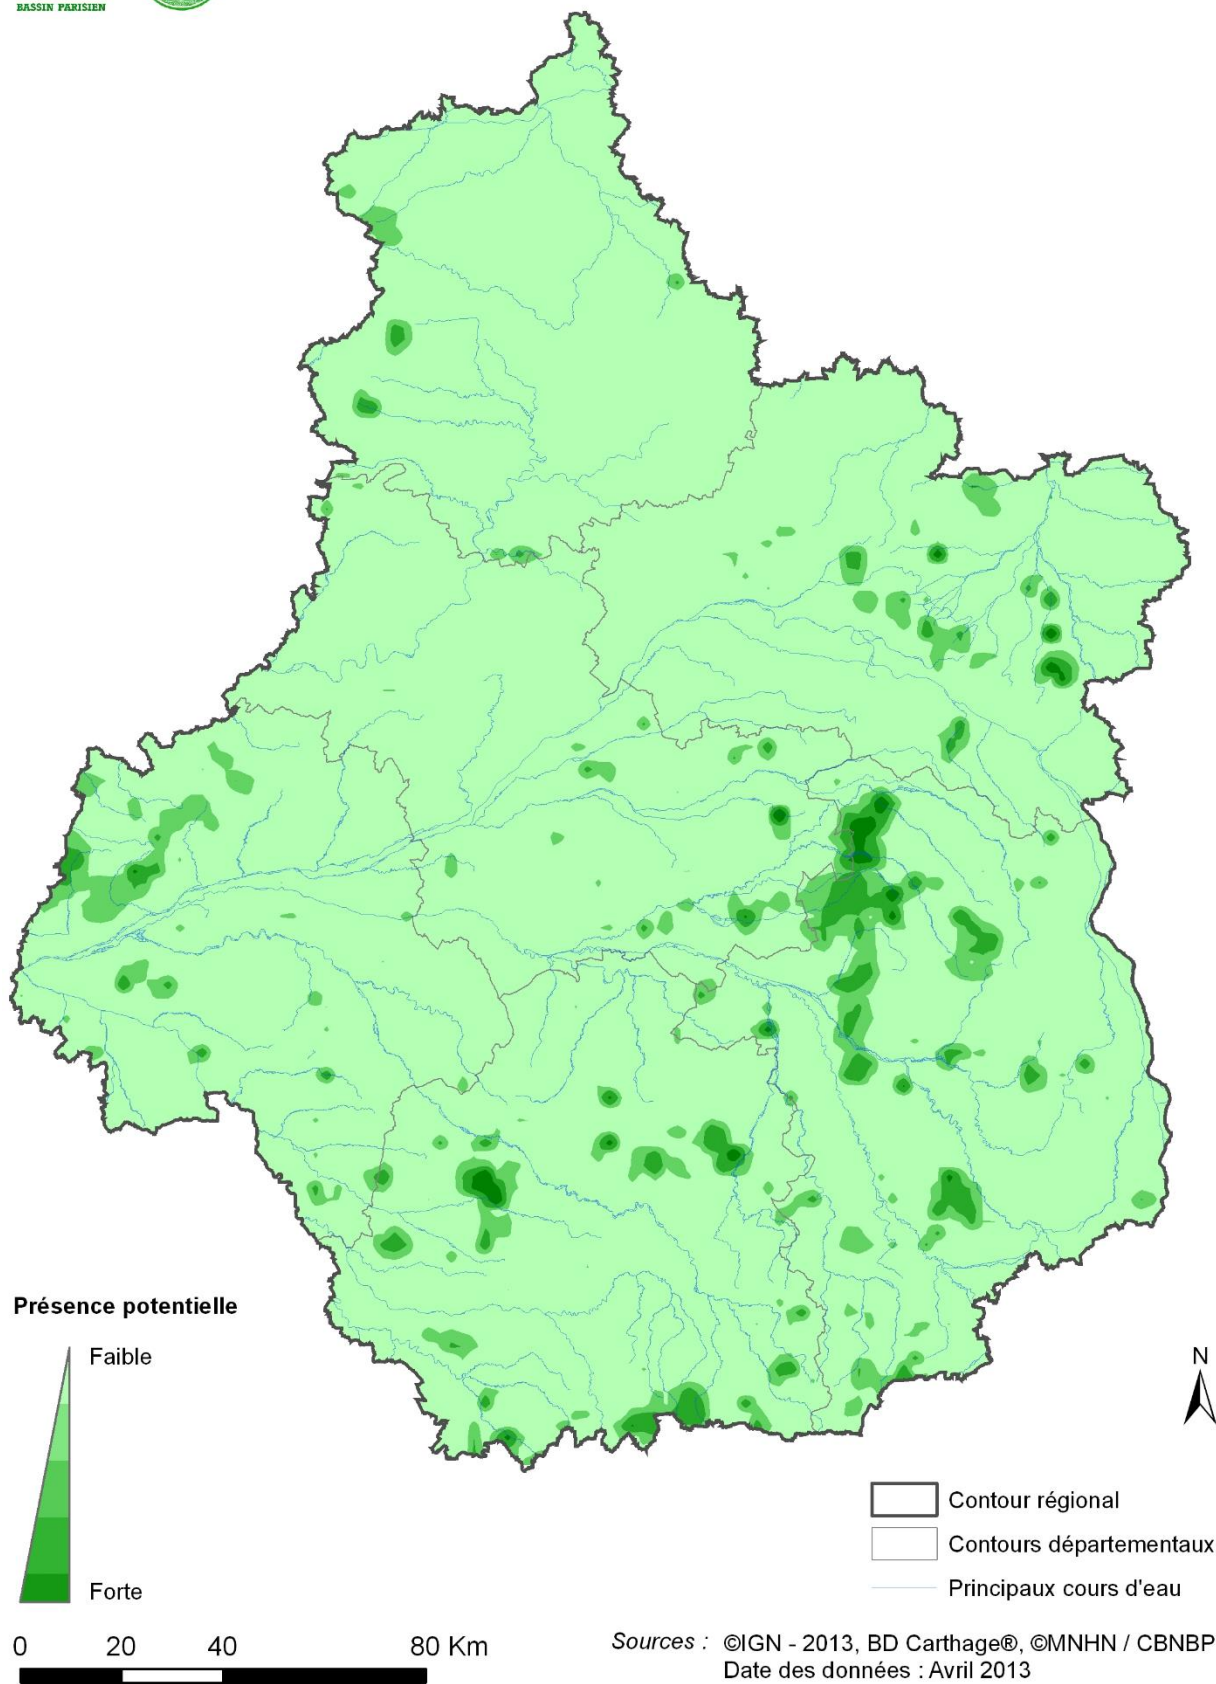 BASSIN PARISIEN
Présence potentielle
Faible
Forte
N
Contour régional
Contours départementaux
Principaux cours d'eau
0 20 40 80 Km
Sources : ©IGN - 2013, BD Carthage®, ©MNHN / CBNBP
Date des données : Avril 2013